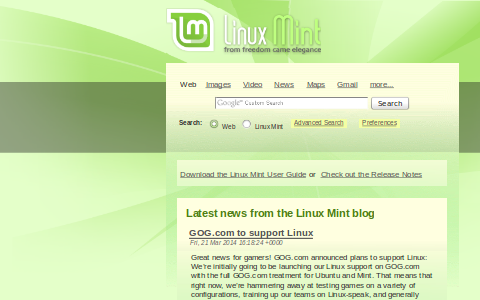 Linux Mint
from freedom came elegance
Web Images Video News Maps Gmail more...
Google™ Custom Search Search
Search: Web Linux Mint Advanced Search Preferences
Download the Linux Mint User Guide or Check out the Release Notes
Latest news from the Linux Mint blog
GOG.com to support Linux
Fri, 21 Mar 2014 16:18:24 +0000
Great news for gamers! GOG.com announced plans to support Linux:
We're initially going to be launching our Linux support on GOG.com
with the full GOG.com treatment for Ubuntu and Mint. That means that
right now, we're hammering away at testing games on a variety of
configurations, training up our teams on Linux-speak, and generally